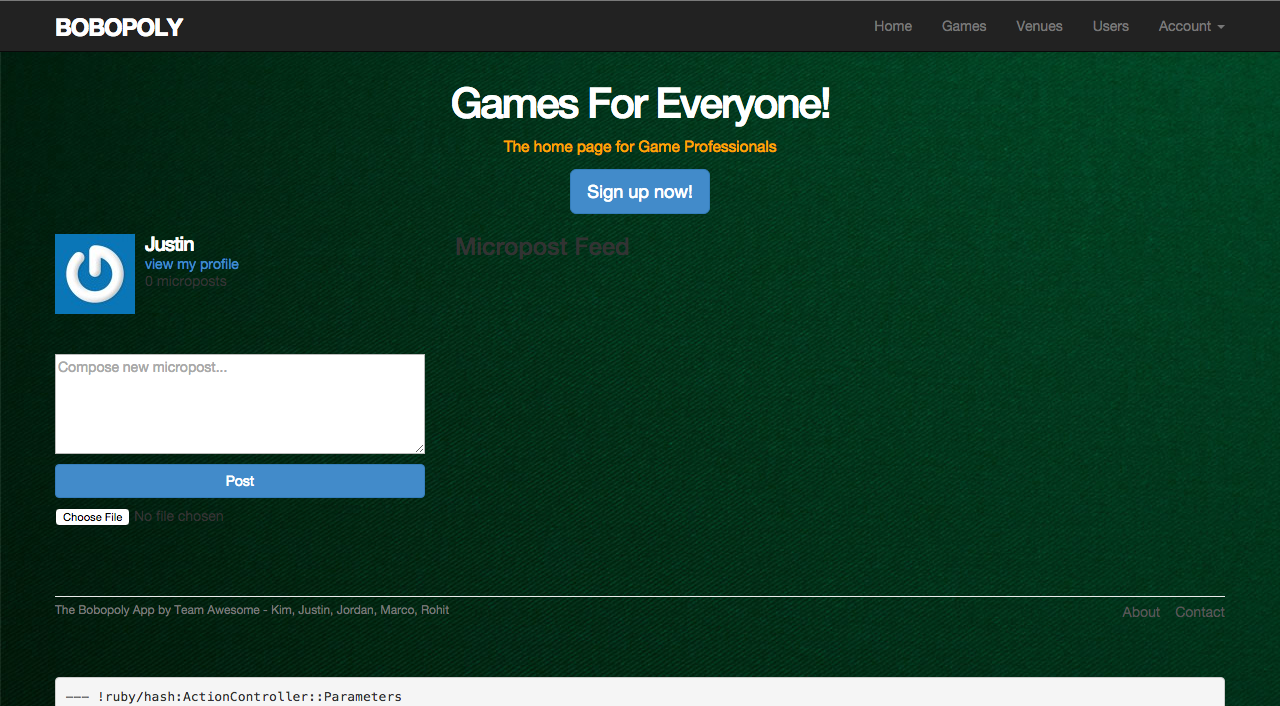 BOBOPOLY
Home Games Venues Users Account
Games For Everyone!
The home page for Game Professionals
Sign up now!
Justin
view my profile
0 microposts
Micropost Feed
Compose new micropost...
Post
Choose File No file chosen
The Bobopoly App by Team Awesome - Kim, Justin, Jordan, Marco, Rohit
About Contact
--- !ruby/hash:ActionController::Parameters